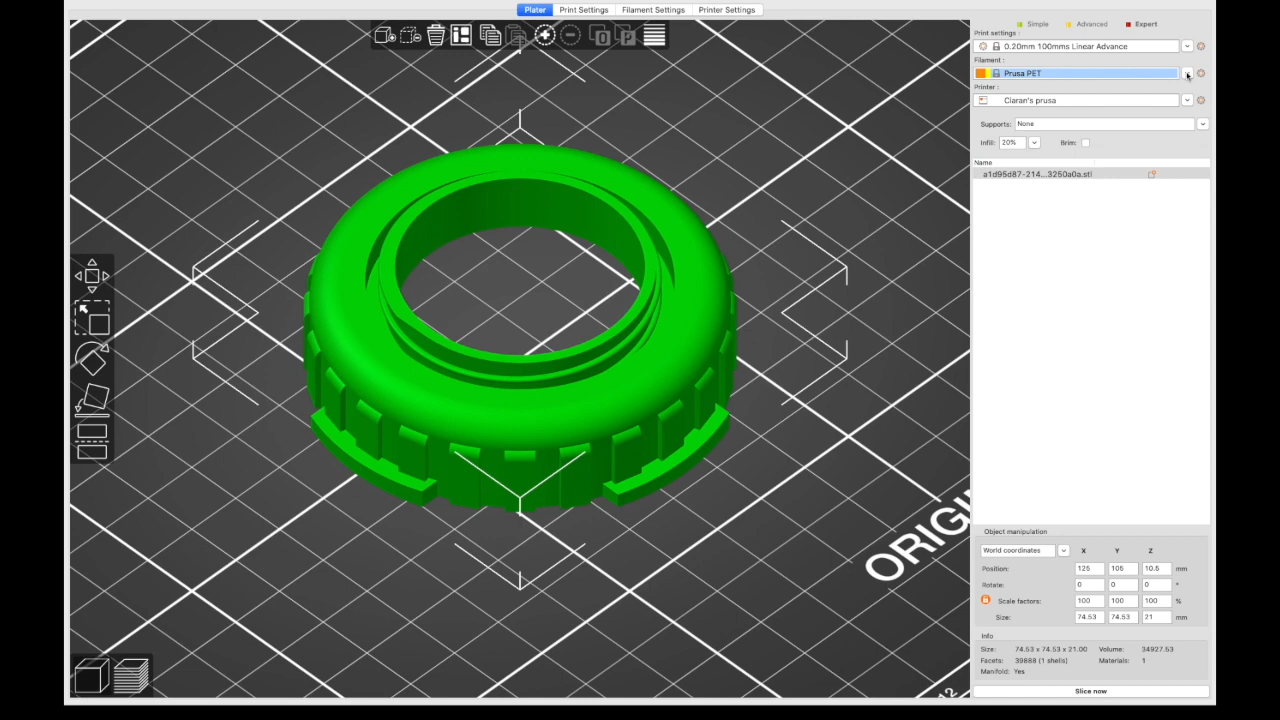 Plater Print Settings Filament Settings Printer Settings
Simple Advanced Expert
Print settings :
0.20mm 100mms Linear Advance
Filament :
Prusa PET
Printer :
Ciaran's prusa
Supports: None
Infill: 20% Brim:
Name
a1d95d87-214...3250a0a.stl
ORIGI
Object manipulation
World coordinates X Y Z
Position: 125 105 10.5 mm
Rotate: 0 0 0 °
Scale factors: 100 100 100 %
Size: 74.53 74.53 21 mm
Info
Size: 74.53 x 74.53 x 21.00 Volume: 34927.53
Facets: 39888 (1 shells) Materials: 1
Manifold: Yes
Slice now